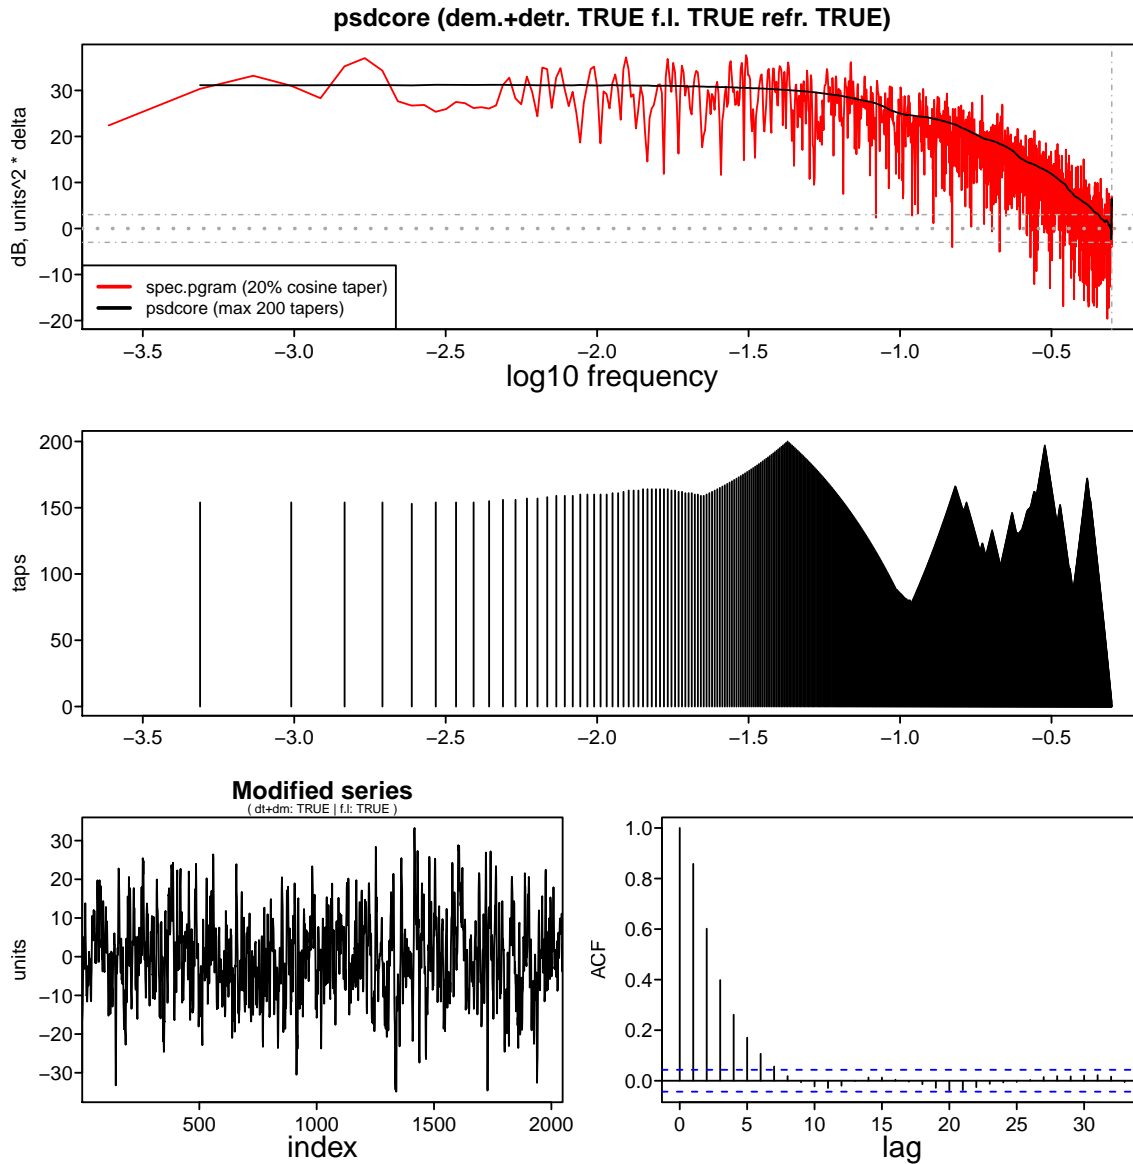 psdcore (dem.+detr. TRUE f.l. TRUE refr. TRUE)
dB, units^2 * delta
30
20
10
0
−10
−20
spec.pgram (20% cosine taper)
psdcore (max 200 tapers)
−3.5 −3.0 −2.5 −2.0 −1.5 −1.0 −0.5
log10 frequency
taps
200
150
100
50
0
−3.5 −3.0 −2.5 −2.0 −1.5 −1.0 −0.5
Modified series
( dt+dm: TRUE | f.l: TRUE )
units
30
20
10
0
−10
−20
−30
500 1000 1500 2000
index
ACF
1.0
0.8
0.6
0.4
0.2
0.0
0 5 10 15 20 25 30
lag